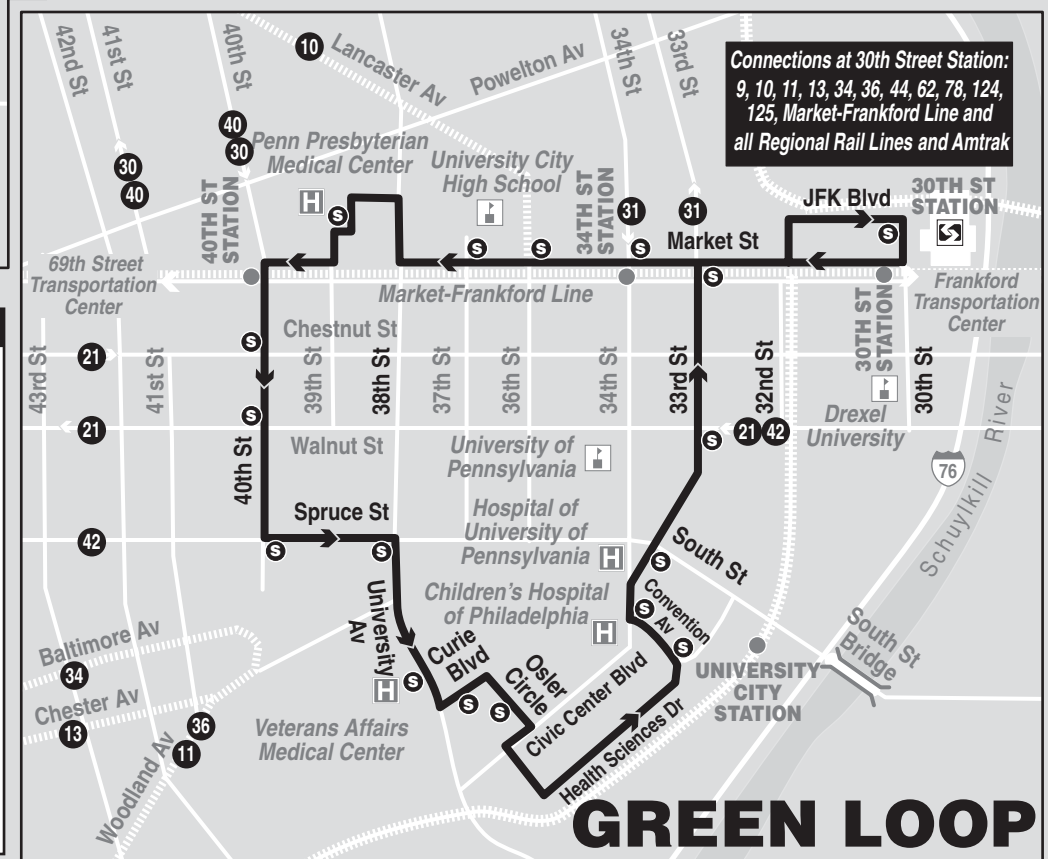 42nd St
41st St
40th St
10
Lancaster Av
Powelton Av
34th St
33rd St
Connections at 30th Street Station:
9, 10, 11, 13, 34, 36, 44, 62, 78, 124,
125, Market-Frankford Line and
all Regional Rail Lines and Amtrak
40
30
30
40
Penn Presbyterian
Medical Center
H
S
University City
High School
40TH ST
STATION
34TH ST
STATION
31
31
JFK Blvd
30TH ST
STATION
S
S
S
S
Market St
69th Street
Transportation
Center
Market-Frankford Line
S
Frankford
Transportation
Center
30TH ST
STATION
S
Chestnut St
21
43rd St
41st St
39th St
38th St
37th St
36th St
34th St
33rd St
32nd St
30th St
Drexel
University
21
S
40th St
Walnut St
University of
Pennsylvania
S
21
42
76
Schuylkill River
42
Spruce St
S
S
Hospital of
University of
Pennsylvania
H
S
South St
University
Av
Children's Hospital
of Philadelphia
H
S
Convention
Av
S
Baltimore Av
34
Chester Av
13
36
11
Woodland Av
H
S
Curie
Blvd
S
S
Osler
Circle
Veterans Affairs
Medical Center
Civic Center Blvd
Health Sciences Dr
UNIVERSITY
CITY
STATION
South St
Bridge
GREEN LOOP